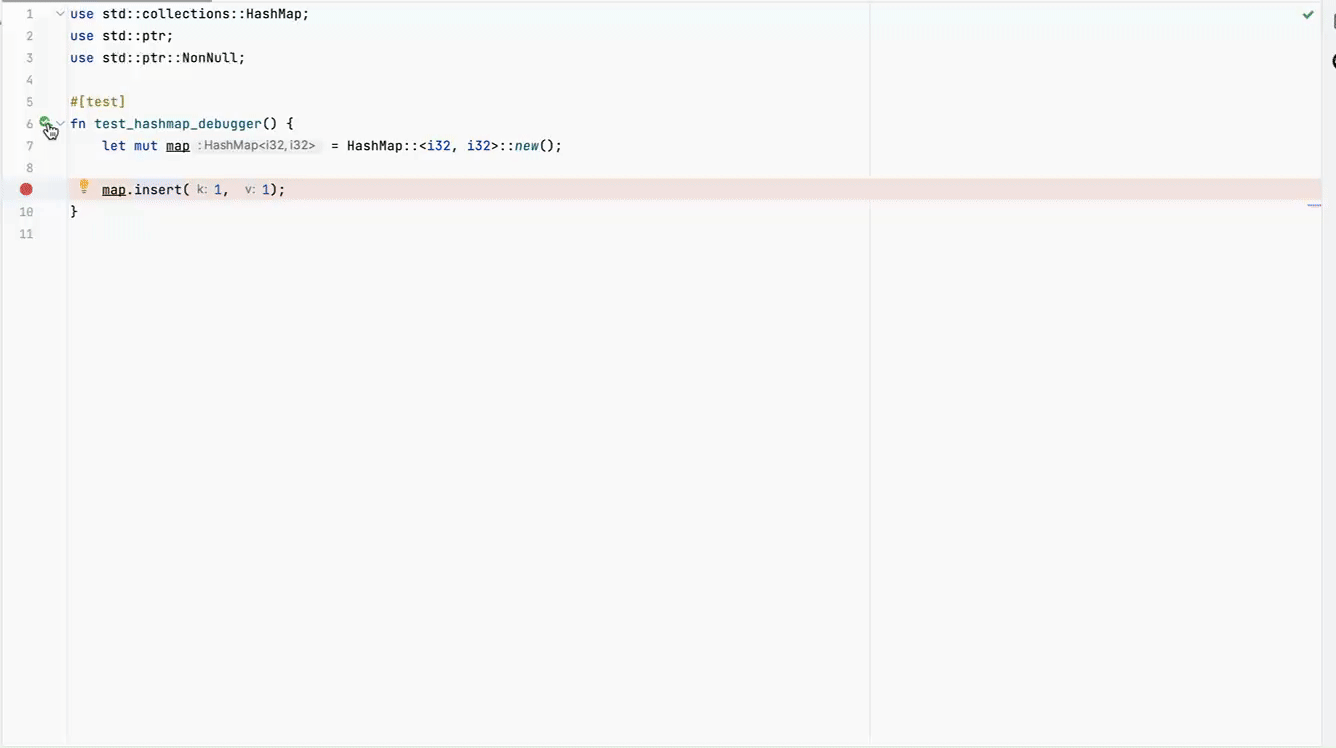 1 use std::collections::HashMap;
2 use std::ptr;
3 use std::ptr::NonNull;
4
5 #[test]
6 fn test_hashmap_debugger() {
7 let mut map : HashMap<i32, i32> = HashMap::<i32, i32>::new();
8
map.insert( k: 1, v: 1);
10 }
11